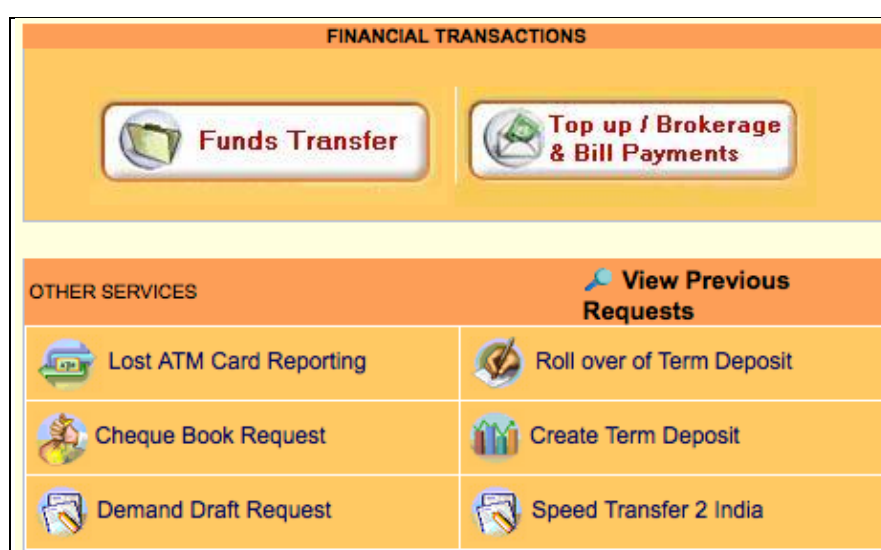 FINANCIAL TRANSACTIONS
Funds Transfer
Top up / Brokerage
& Bill Payments
OTHER SERVICES
View Previous
Requests
Lost ATM Card Reporting
Roll over of Term Deposit
Cheque Book Request
Create Term Deposit
Demand Draft Request
Speed Transfer 2 India